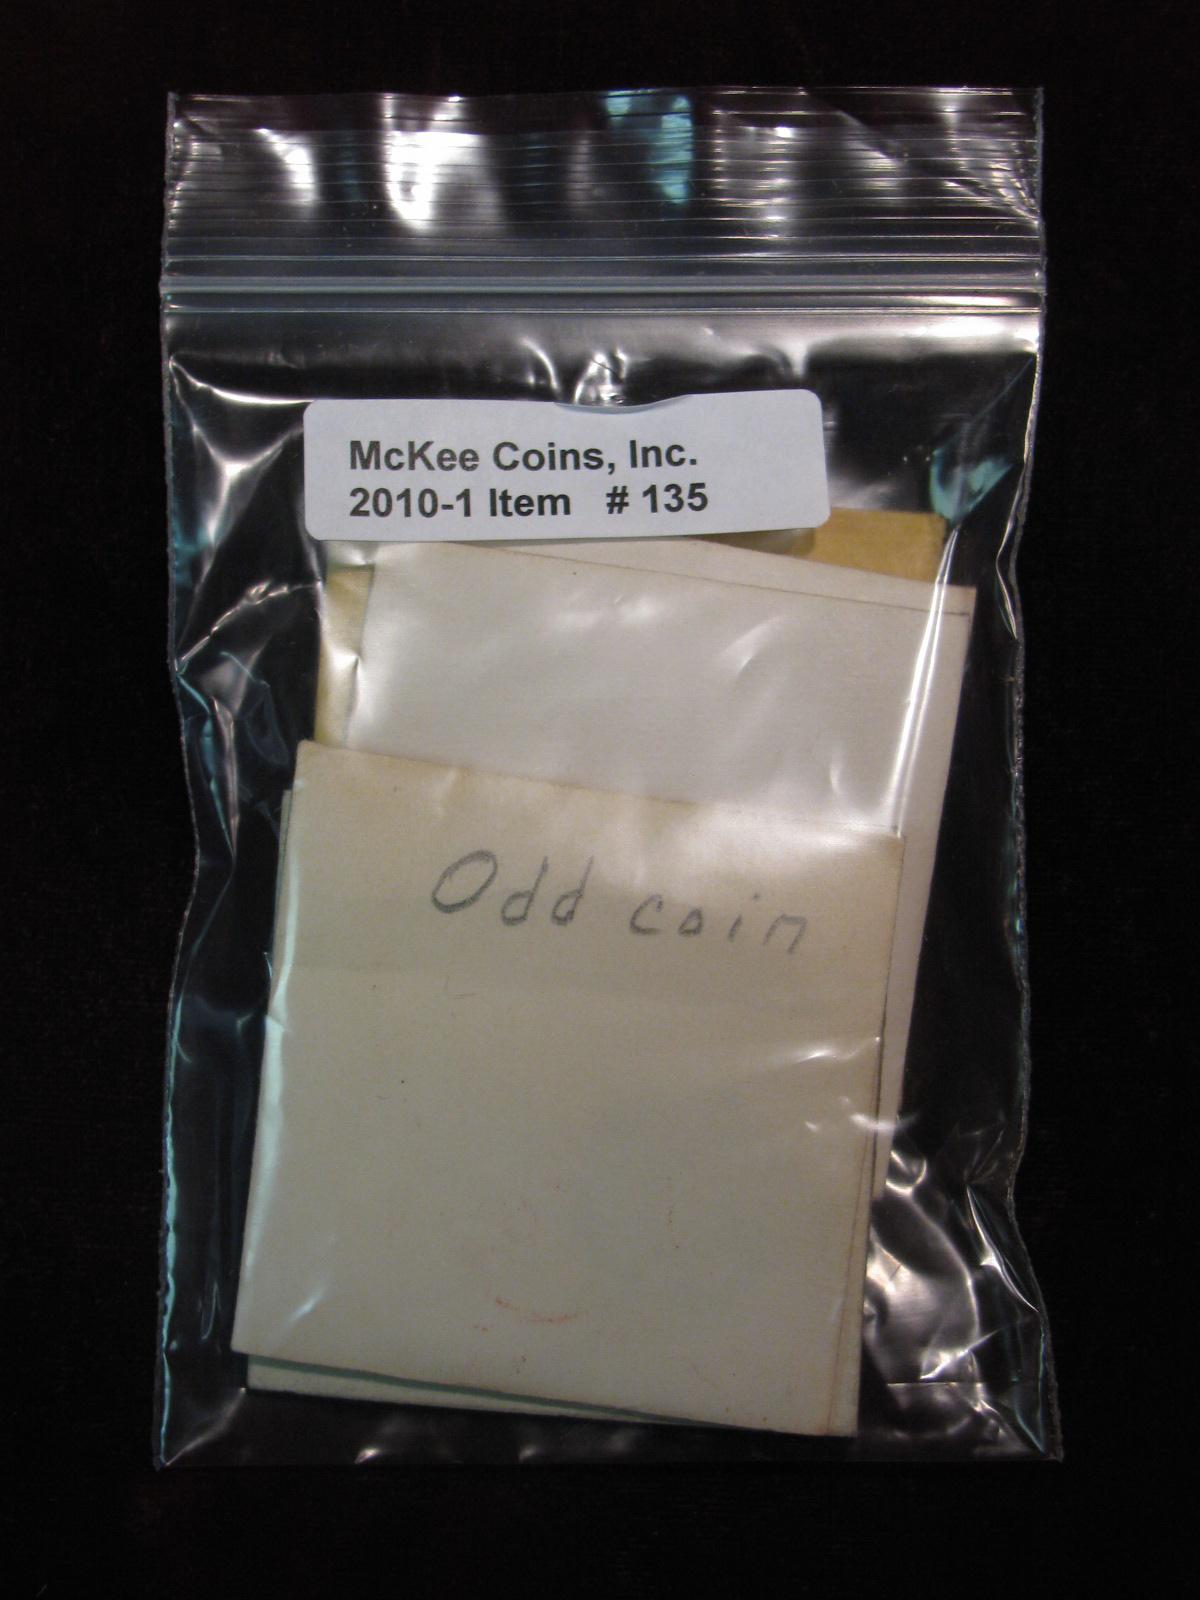 McKee Coins, Inc.
2010-1 Item # 135
Odd coin